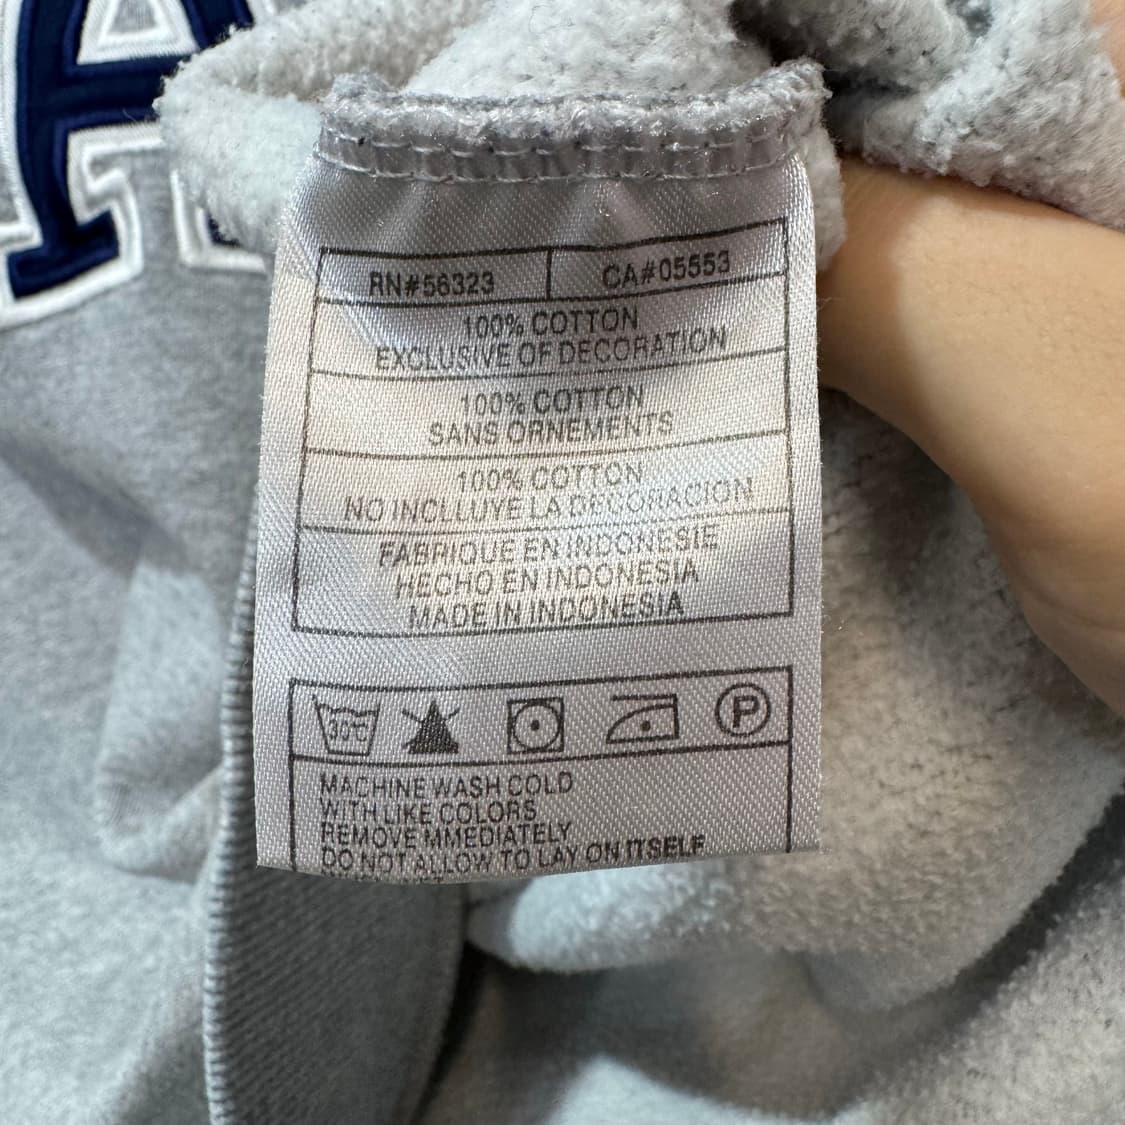 A
RN#56323 CA#05553
100% COTTON
EXCLUSIVE OF DECORATION
100% COTTON
SANS ORNEMENTS
100% COTTON
NO INCLLUYE LA DECORACION
FABRIQUE EN INDONESIE
HECHO EN INDONESIA
MADE IN INDONESIA
30°C P
MACHINE WASH COLD
WITH LIKE COLORS
REMOVE MMEDIATELY
DO NOT ALLOW TO LAY ON ITSELF